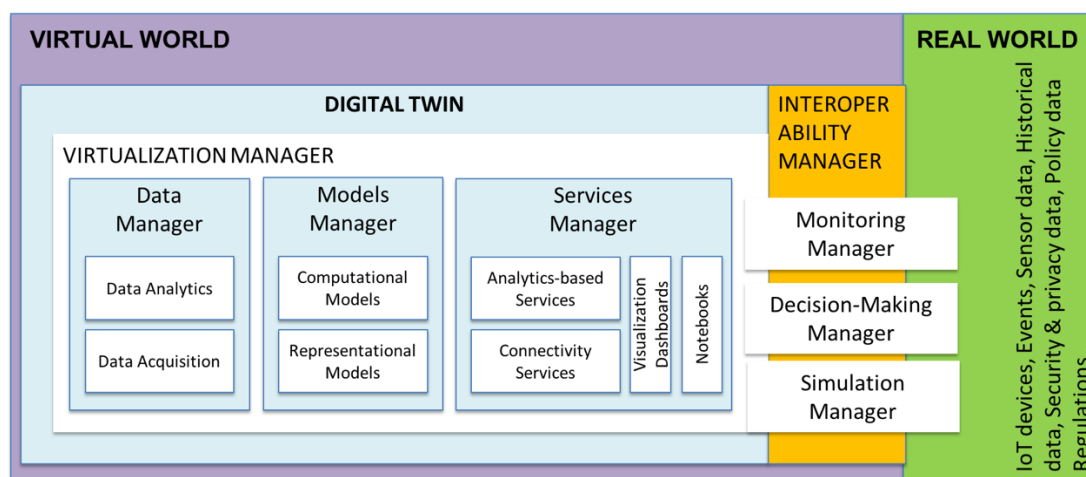 VIRTUAL WORLD
REAL WORLD
DIGITAL TWIN
INTEROPER
ABILITY
MANAGER
VIRTUALIZATION MANAGER
Data
Manager
Data Analytics
Data Acquisition
Models
Manager
Computational
Models
Representational
Models
Services
Manager
Analytics-based
Services
Connectivity
Services
Visualization
Dashboards
Notebooks
Monitoring
Manager
Decision-Making
Manager
Simulation
Manager
IoT devices, Events, Sensor data, Historical
data, Security & privacy data, Policy data
Regulations